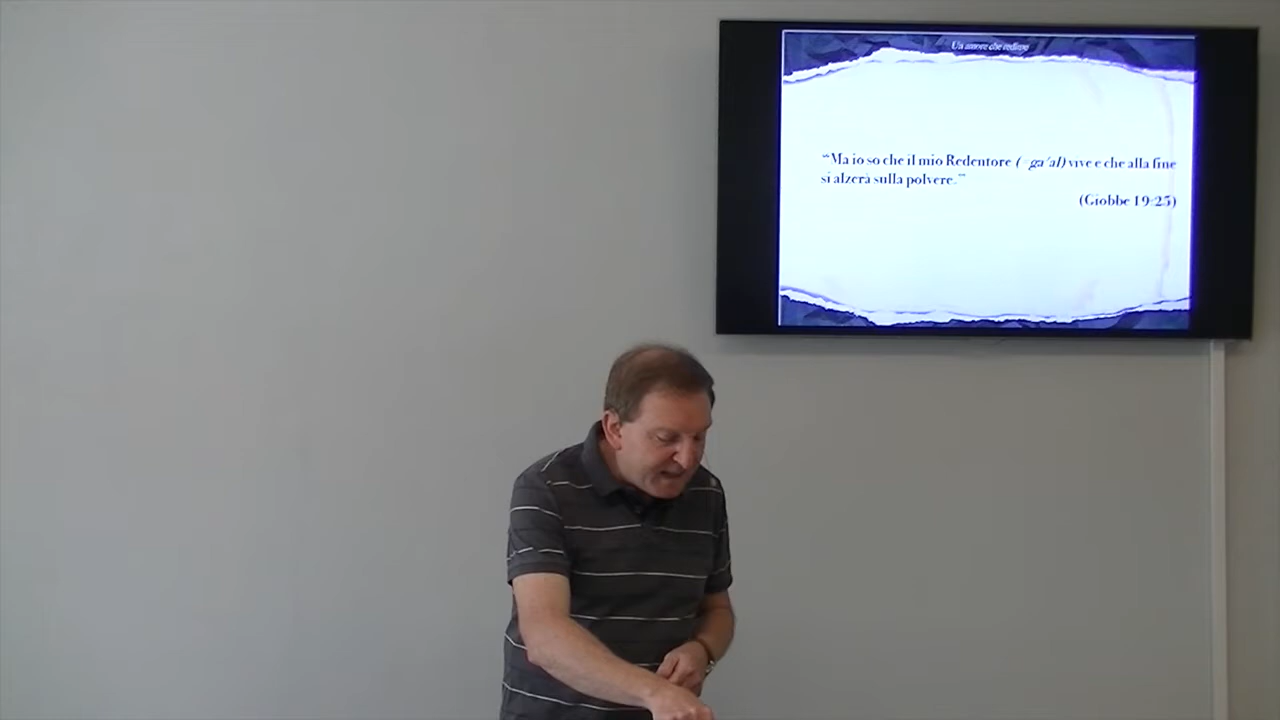 Un amore che redime
“Ma io so che il mio Redentore (=ga'al) vive e che alla fine
si alzerà sulla polvere.”
(Giobbe 19:25)